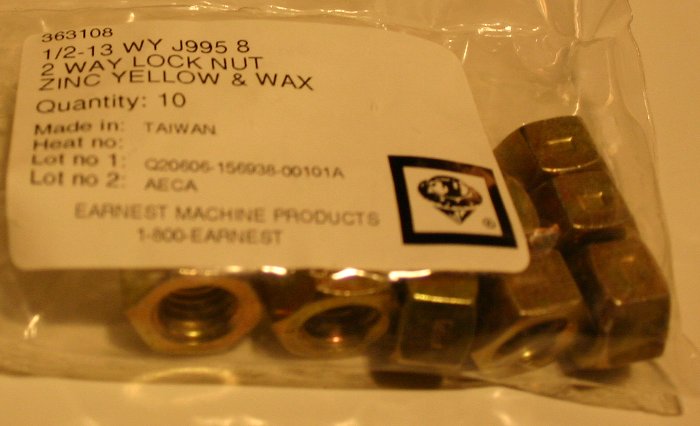 363108
1/2-13 WY J995 8
2 WAY LOCK NUT
ZINC YELLOW & WAX
Quantity: 10
Made in: TAIWAN
Heat no:
Lot no 1: Q20606-156938-00101A
Lot no 2: AECA
EARNEST MACHINE PRODUCTS
1-800-EARNEST
®